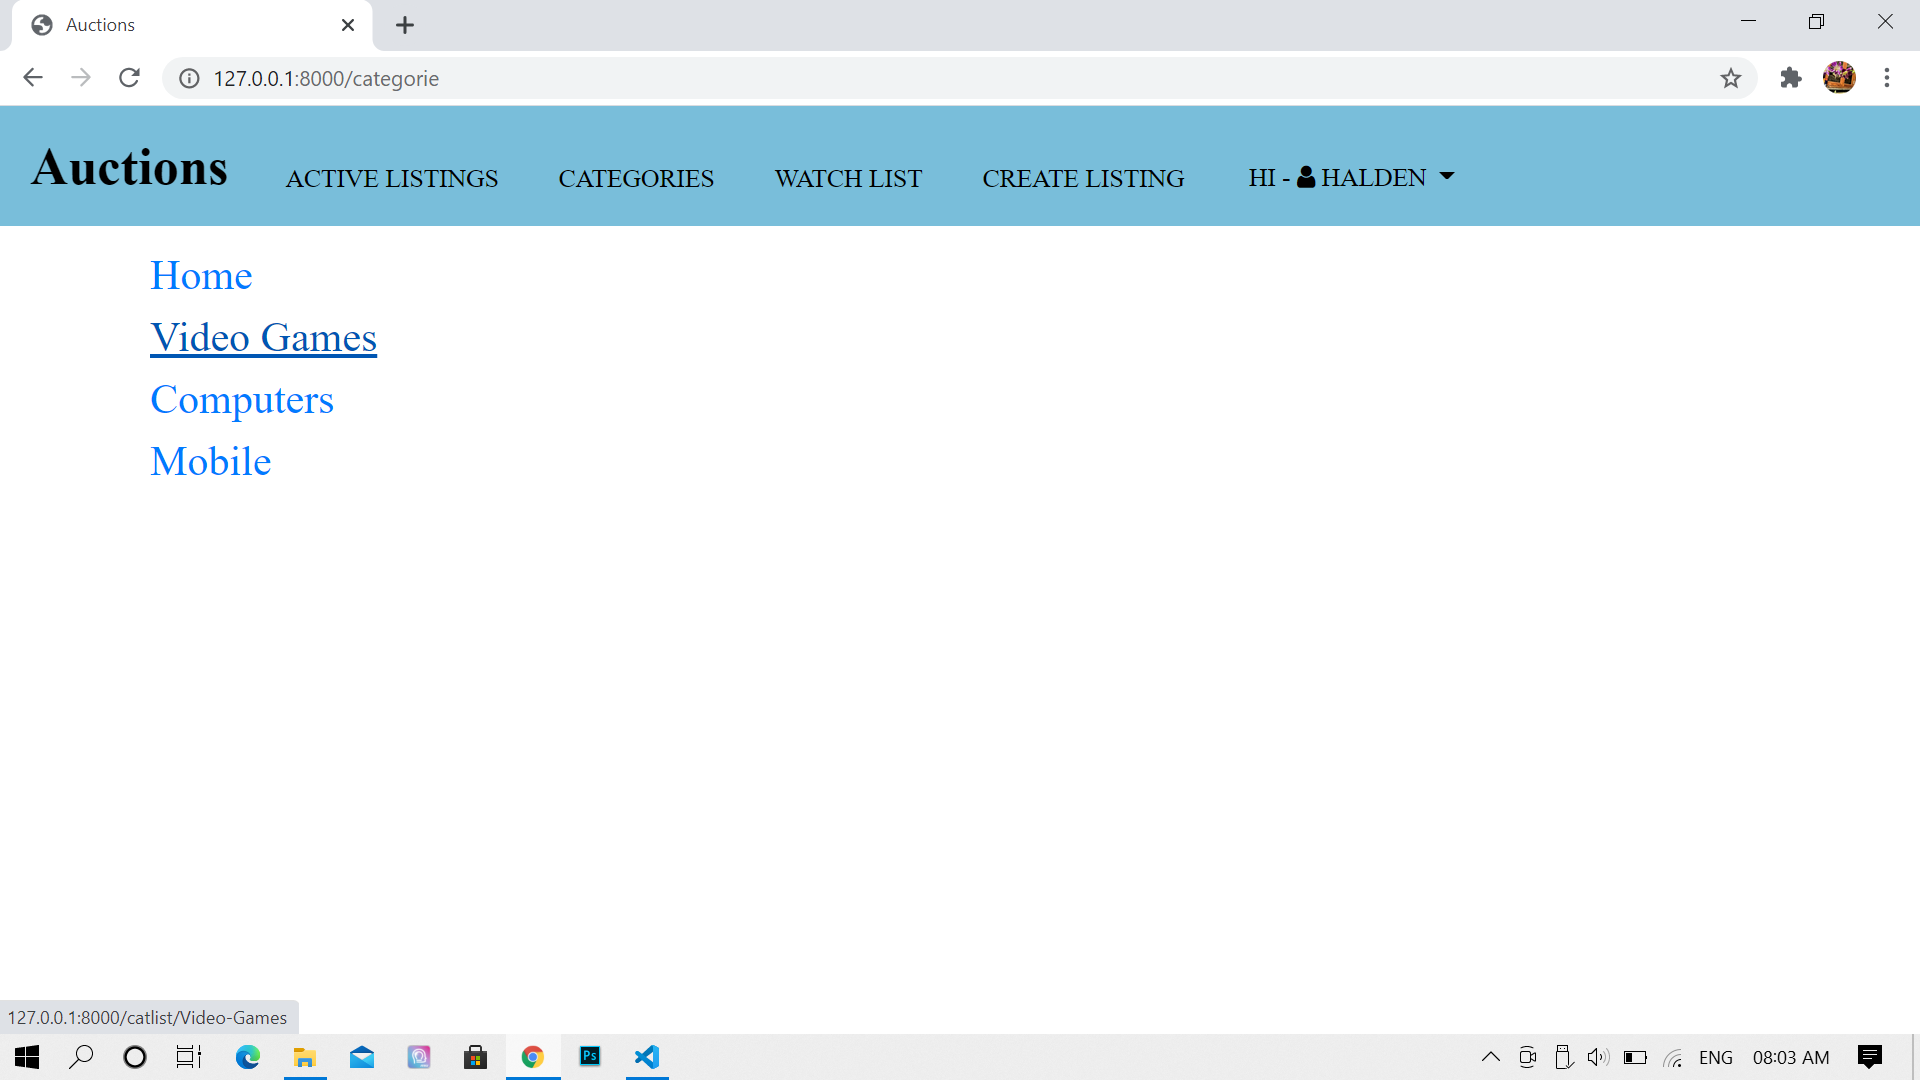 Auctions
127.0.0.1:8000/categorie
Auctions ACTIVE LISTINGS CATEGORIES WATCH LIST CREATE LISTING HI - HALDEN
Home
Video Games
Computers
Mobile
127.0.0.1:8000/catlist/Video-Games
Ps ENG 08:03 AM